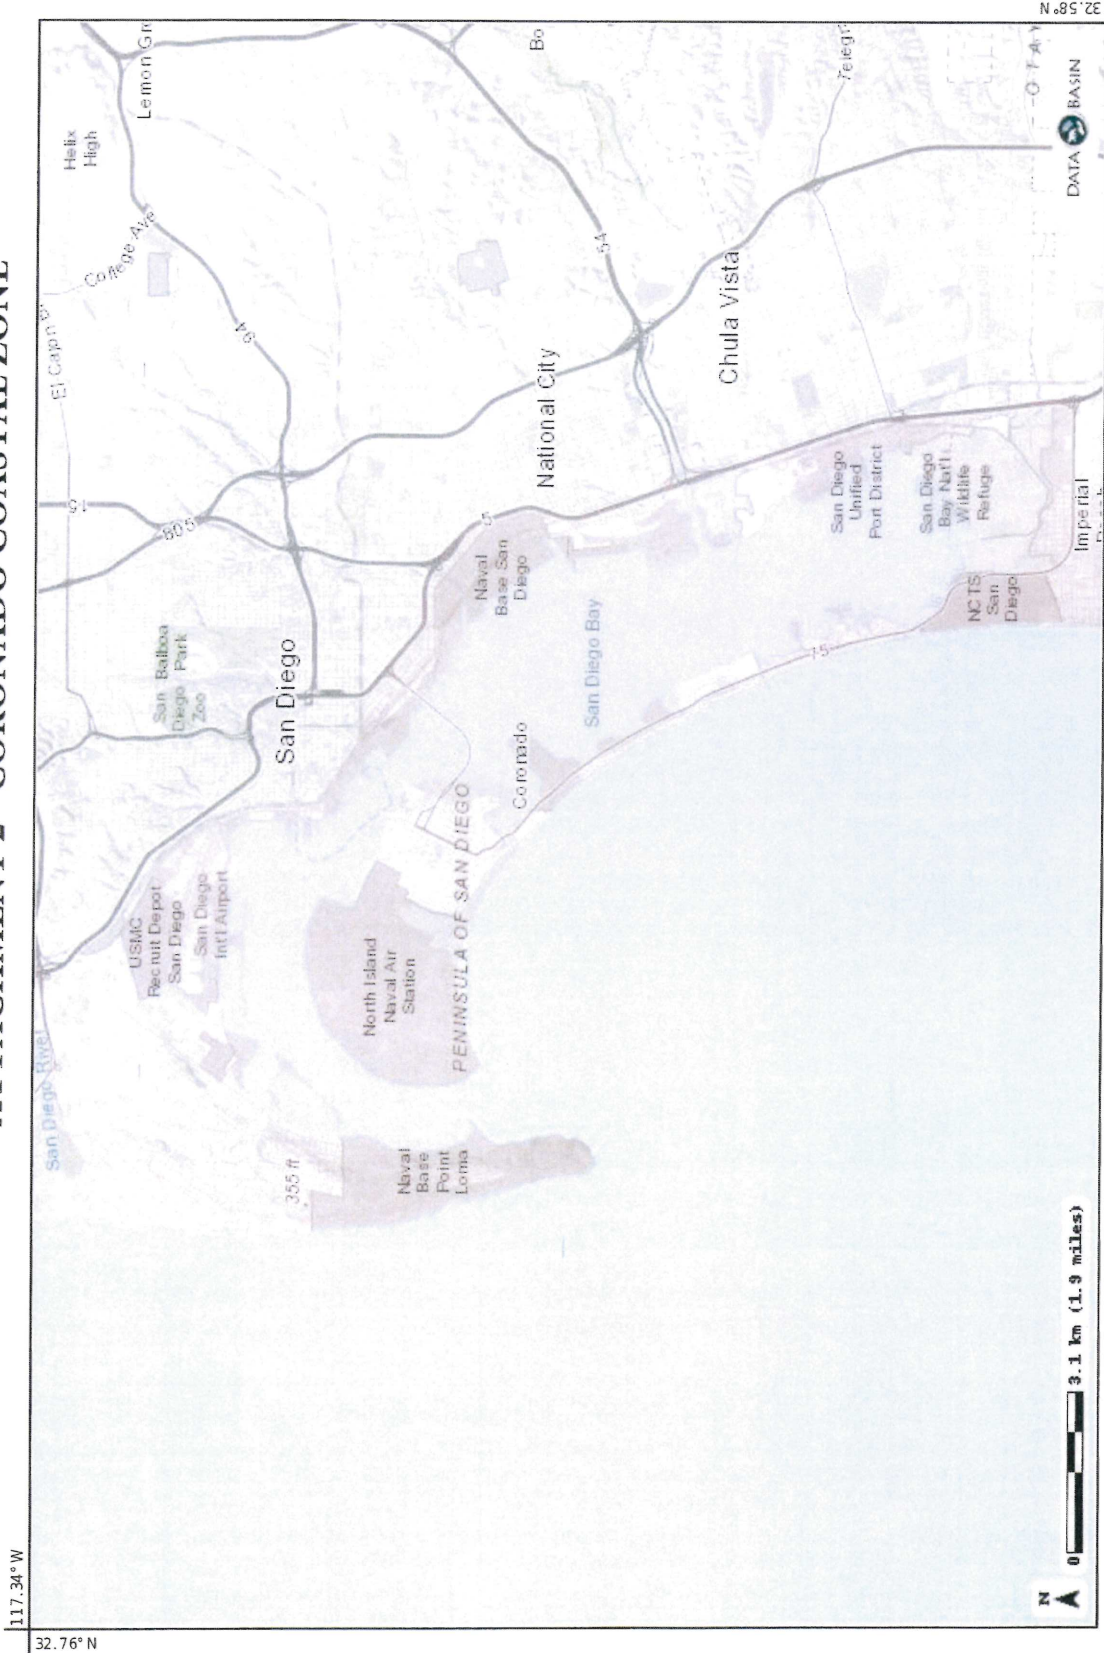 CORONADO COASTAL ZONE
117.34° W
32.76° N
32.58° N
San Diego River
El Cajon
College Ave
Helix
High
Lemon Gr
15
805
94
San Diego
Zoo
Balboa
Park
USMC
Recruit Depot
San Diego
San Diego
Int'l Airport
San Diego
355 ft
North Island
Naval Air
Station
Naval
Base
Point
Loma
PENINSULA OF SAN DIEGO
Coronado
Naval
Base San
Diego
5
National City
54
Bo
San Diego Bay
Chula Vista
Telegr
75
San Diego
Unified
Port District
San Diego
Bay Nat'l
Wildlife
Refuge
NCTS
San
Diego
Imperial
OTAY
N
0
3.1 km (1.9 miles)
DATA BASIN